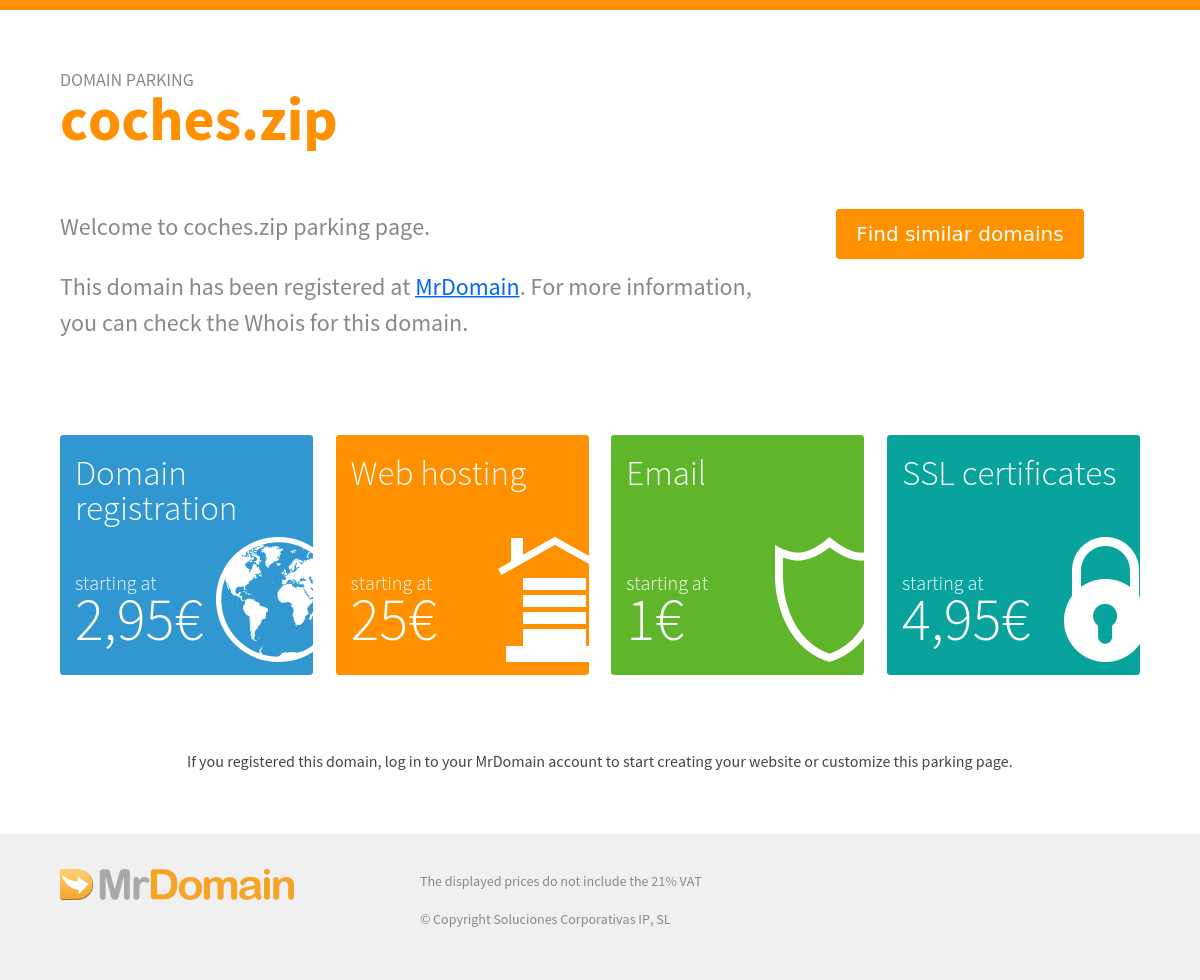 DOMAIN PARKING
coches.zip
Welcome to coches.zip parking page.
Find similar domains
This domain has been registered at MrDomain. For more information,
you can check the Whois for this domain.
Domain
registration
starting at
2,95€
Web hosting
starting at
25€
Email
starting at
1€
SSL certificates
starting at
4,95€
If you registered this domain, log in to your MrDomain account to start creating your website or customize this parking page.
MrDomain
The displayed prices do not include the 21% VAT
© Copyright Soluciones Corporativas IP, SL